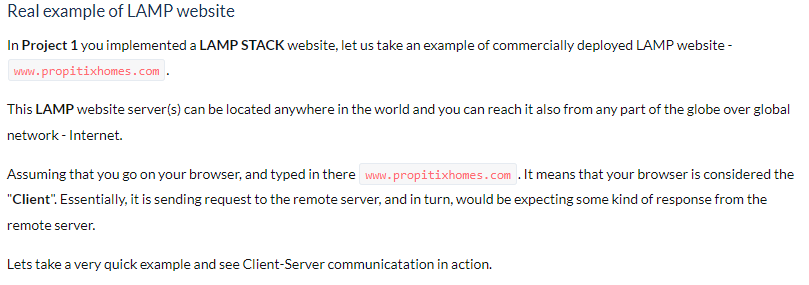 Real example of LAMP website
In Project 1 you implemented a LAMP STACK website, let us take an example of commercially deployed LAMP website -
www.propitixhomes.com .
This LAMP website server(s) can be located anywhere in the world and you can reach it also from any part of the globe over global
network - Internet.
Assuming that you go on your browser, and typed in there www.propitixhomes.com . It means that your browser is considered the
"Client". Essentially, it is sending request to the remote server, and in turn, would be expecting some kind of response from the
remote server.
Lets take a very quick example and see Client-Server communicatation in action.